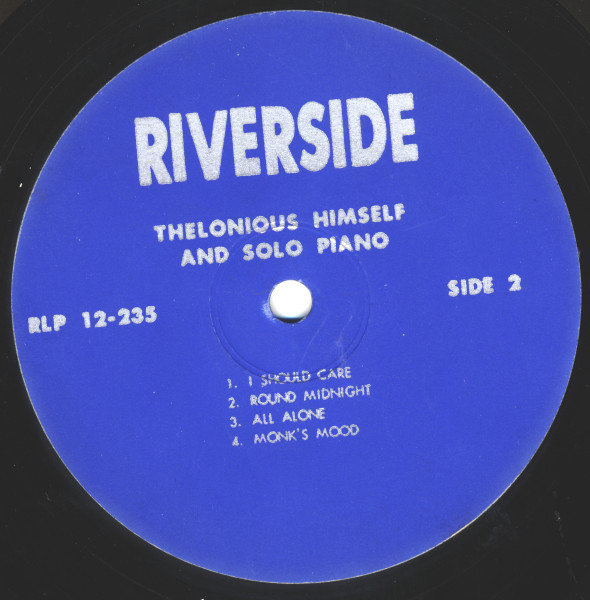 RIVERSIDE
THELONIOUS HIMSELF
AND SOLO PIANO
RLP 12-235
SIDE 2
1. I SHOULD CARE
2. ROUND MIDNIGHT
3. ALL ALONE
4. MONK'S MOOD